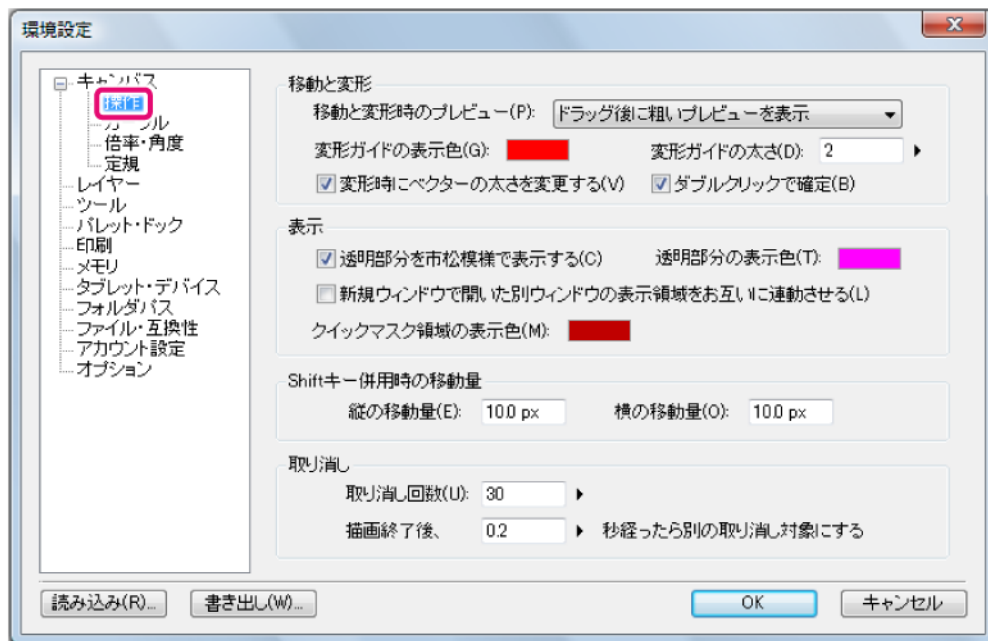 環境設定
キャンバス
操作
カーソル
倍率・角度
定規
レイヤー
ツール
パレット・ドック
印刷
メモリ
タブレット・デバイス
フォルダパス
ファイル・互換性
アカウント設定
オプション
移動と変形
移動と変形時のプレビュー(P): ドラッグ後に粗いプレビューを表示
変形ガイドの表示色(G): 変形ガイドの太さ(D): 2
変形時にベクターの太さを変更する(V) ダブルクリックで確定(B)
表示
透明部分を市松模様で表示する(C) 透明部分の表示色(T):
新規ウィンドウで開いた別ウィンドウの表示領域をお互いに連動させる(L)
クイックマスク領域の表示色(M):
Shiftキー併用時の移動量
縦の移動量(E): 10.0 px 横の移動量(O): 10.0 px
取り消し
取り消し回数(U): 30
描画終了後、 0.2 秒経ったら別の取り消し対象にする
読み込み(R)... 書き出し(W)... OK キャンセル